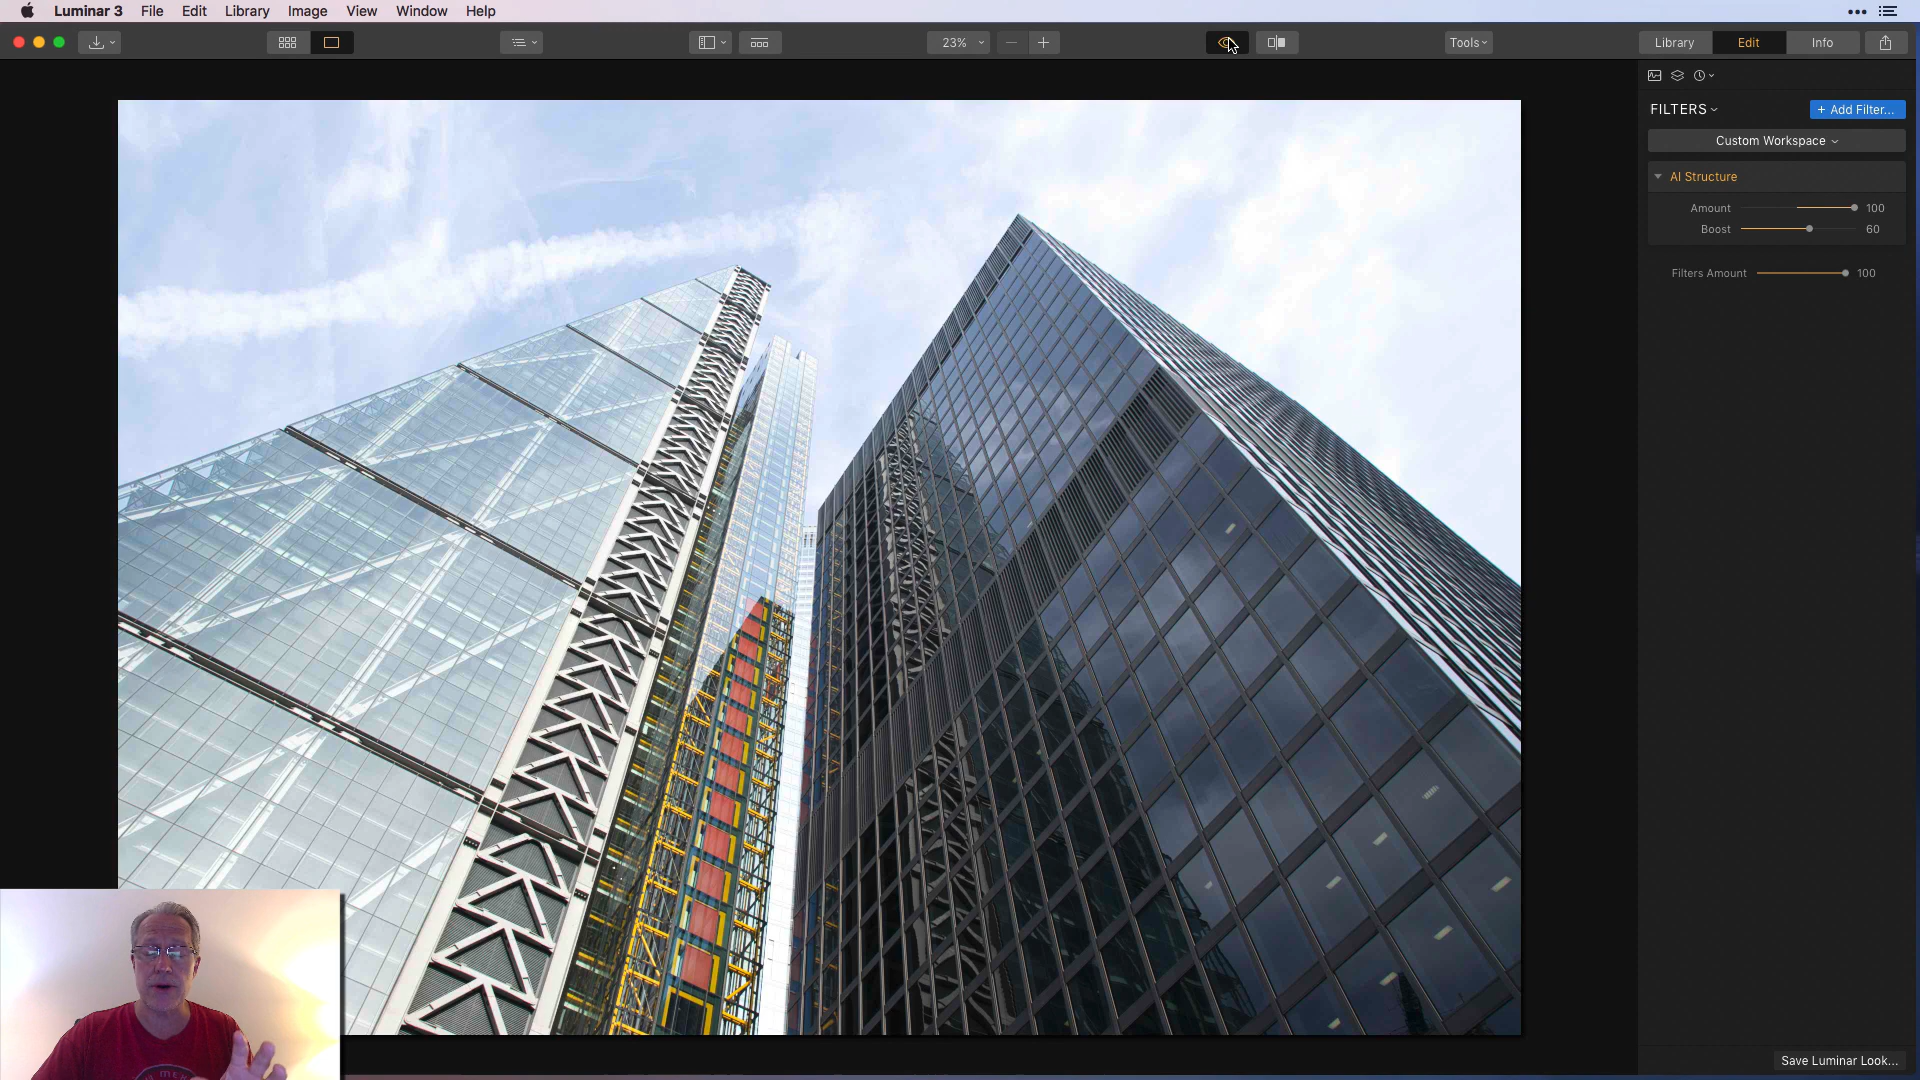 Luminar 3 File Edit Library Image View Window Help
23% Tools Library Edit Info
FILTERS + Add Filter...
Custom Workspace
AI Structure
Amount 100
Boost 60
Filters Amount 100
Save Luminar Look...